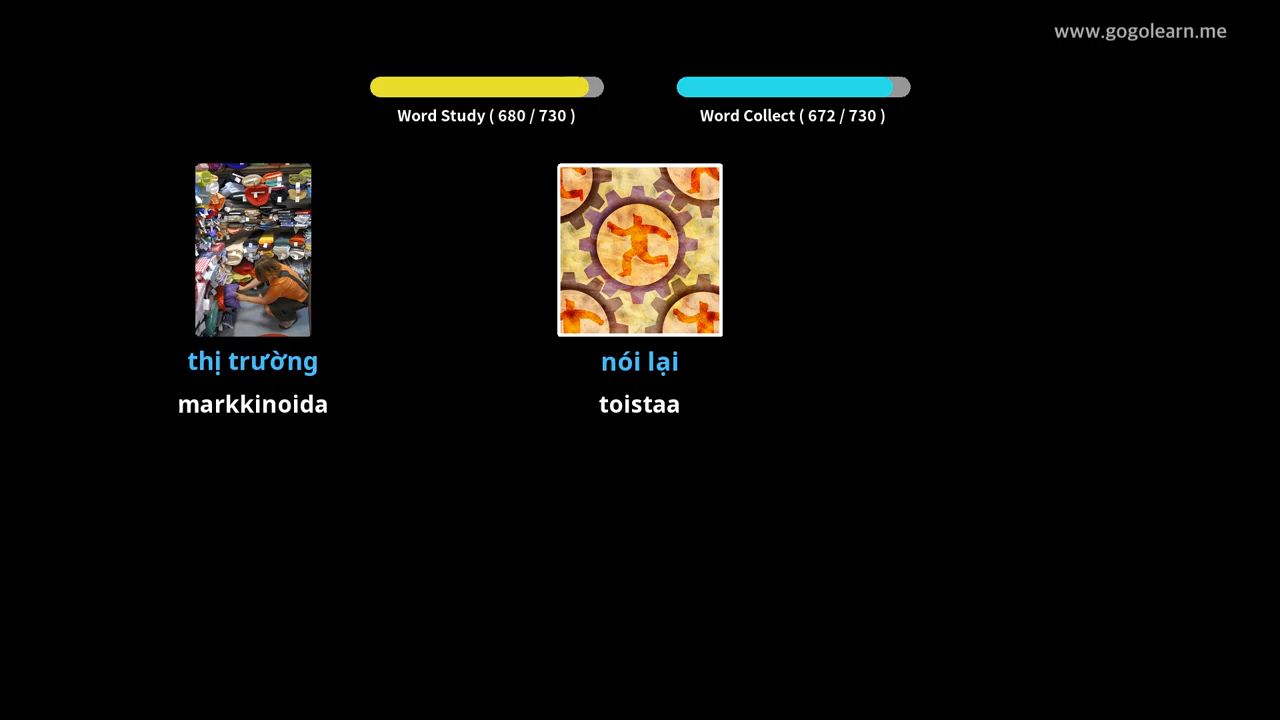 www.gogolearn.me
Word Study ( 680 / 730 )
Word Collect ( 672 / 730 )
thị trường
markkinoida
nói lại
toistaa